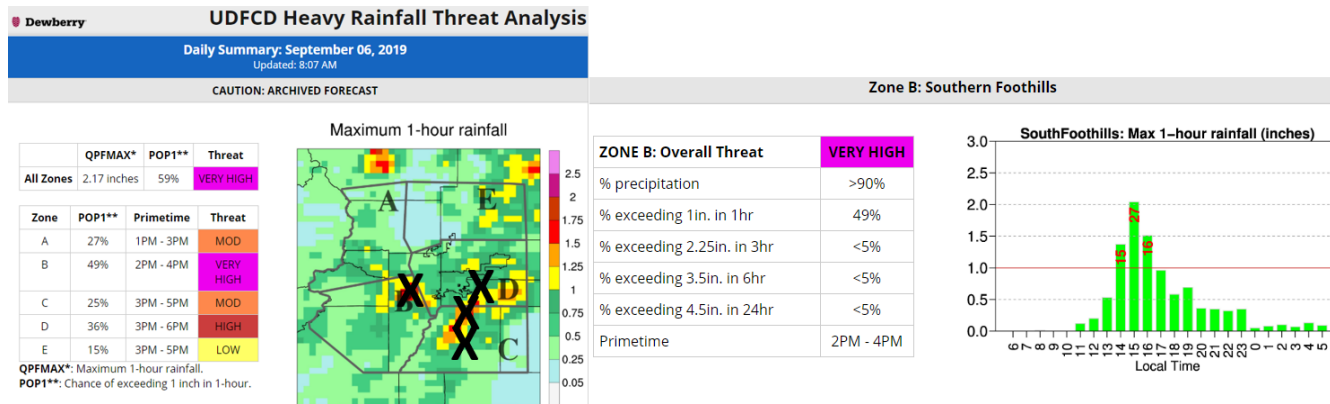 Dewberry
UDFCD Heavy Rainfall Threat Analysis
Daily Summary: September 06, 2019
Updated: 8:07 AM
CAUTION: ARCHIVED FORECAST
QPFMAX* POP1** Threat
All Zones 2.17 inches 59% VERY HIGH
Zone POP1** Primetime Threat
A 27% 1PM - 3PM MOD
B 49% 2PM - 4PM VERY HIGH
C 25% 3PM - 5PM MOD
D 36% 3PM - 6PM HIGH
E 15% 3PM - 5PM LOW
QPFMAX*: Maximum 1-hour rainfall.
POP1**: Chance of exceeding 1 inch in 1-hour.
Maximum 1-hour rainfall
A
E
X
X
B
D
X
X
C
2.5
2
1.75
1.5
1.25
1
0.75
0.5
0.25
0.05
Zone B: Southern Foothills
ZONE B: Overall Threat VERY HIGH
% precipitation >90%
% exceeding 1in. in 1hr 49%
% exceeding 2.25in. in 3hr <5%
% exceeding 3.5in. in 6hr <5%
% exceeding 4.5in. in 24hr <5%
Primetime 2PM - 4PM
SouthFoothills: Max 1-hour rainfall (inches)
3.0
2.5
2.0
1.5
1.0
0.5
0.0
15 27 16
6 7 8 9 10 11 12 13 14 15 16 17 18 19 20 21 22 23 0 1 2 3 4 5
Local Time